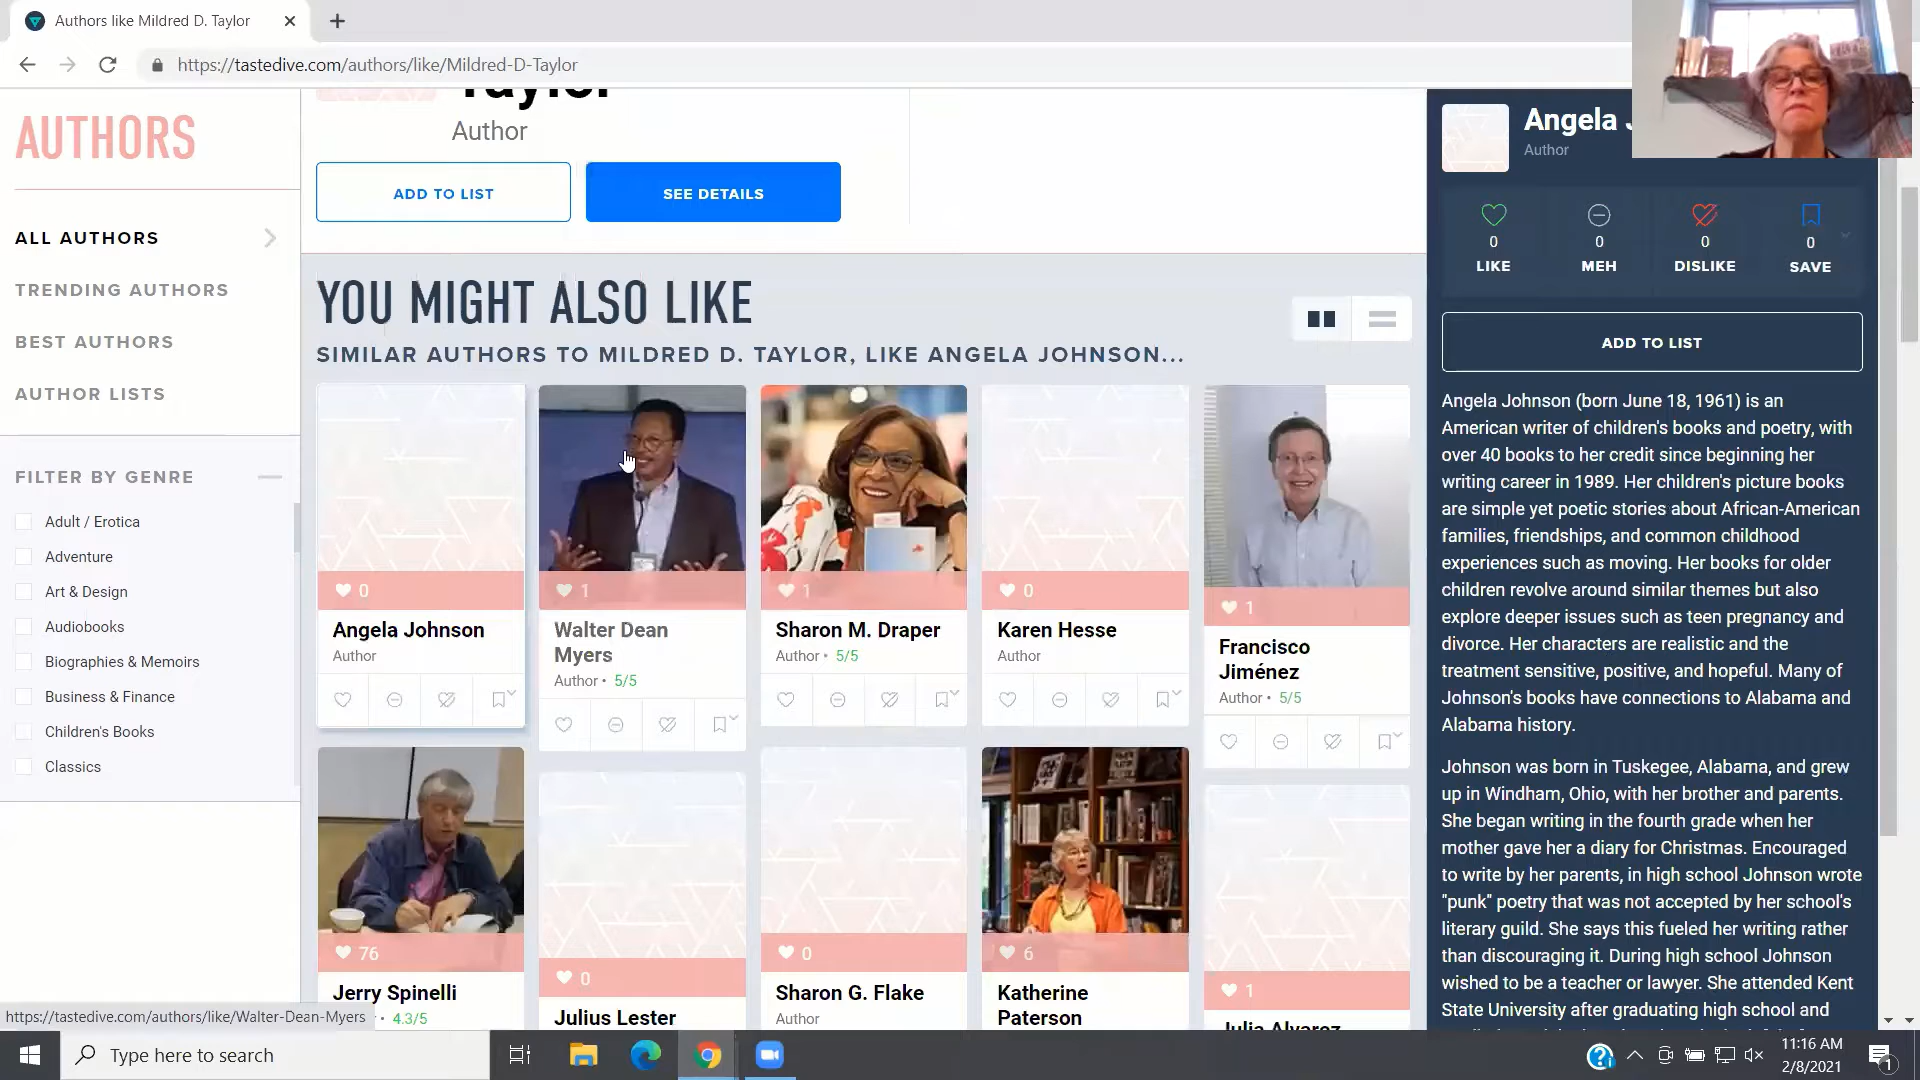 Authors like Mildred D. Taylor
https://tastedive.com/authors/like/Mildred-D-Taylor
AUTHORS
ALL AUTHORS
TRENDING AUTHORS
BEST AUTHORS
AUTHOR LISTS
FILTER BY GENRE
Adult / Erotica
Adventure
Art & Design
Audiobooks
Biographies & Memoirs
Business & Finance
Children's Books
Classics
Taylor
Author
ADD TO LIST
SEE DETAILS
YOU MIGHT ALSO LIKE
SIMILAR AUTHORS TO MILDRED D. TAYLOR, LIKE ANGELA JOHNSON...
0
Angela Johnson
Author
1
Walter Dean
Myers
Author • 5/5
1
Sharon M. Draper
Author • 5/5
0
Karen Hesse
Author
1
Francisco
Jiménez
Author • 5/5
76
Jerry Spinelli
• 4.3/5
0
Julius Lester
0
Sharon G. Flake
Author
6
Katherine
Paterson
1
Julia Alvarez
Angela
Author
0
LIKE
0
MEH
0
DISLIKE
0
SAVE
ADD TO LIST
Angela Johnson (born June 18, 1961) is an
American writer of children's books and poetry, with
over 40 books to her credit since beginning her
writing career in 1989. Her children's picture books
are simple yet poetic stories about African-American
families, friendships, and common childhood
experiences such as moving. Her books for older
children revolve around similar themes but also
explore deeper issues such as teen pregnancy and
divorce. Her characters are realistic and the
treatment sensitive, positive, and hopeful. Many of
Johnson's books have connections to Alabama and
Alabama history.
Johnson was born in Tuskegee, Alabama, and grew
up in Windham, Ohio, with her brother and parents.
She began writing in the fourth grade when her
mother gave her a diary for Christmas. Encouraged
to write by her parents, in high school Johnson wrote
"punk" poetry that was not accepted by her school's
literary guild. She says this fueled her writing rather
than discouraging it. During high school Johnson
wished to be a teacher or lawyer. She attended Kent
State University after graduating high school and
https://tastedive.com/authors/like/Walter-Dean-Myers
Type here to search
11:16 AM
2/8/2021
1